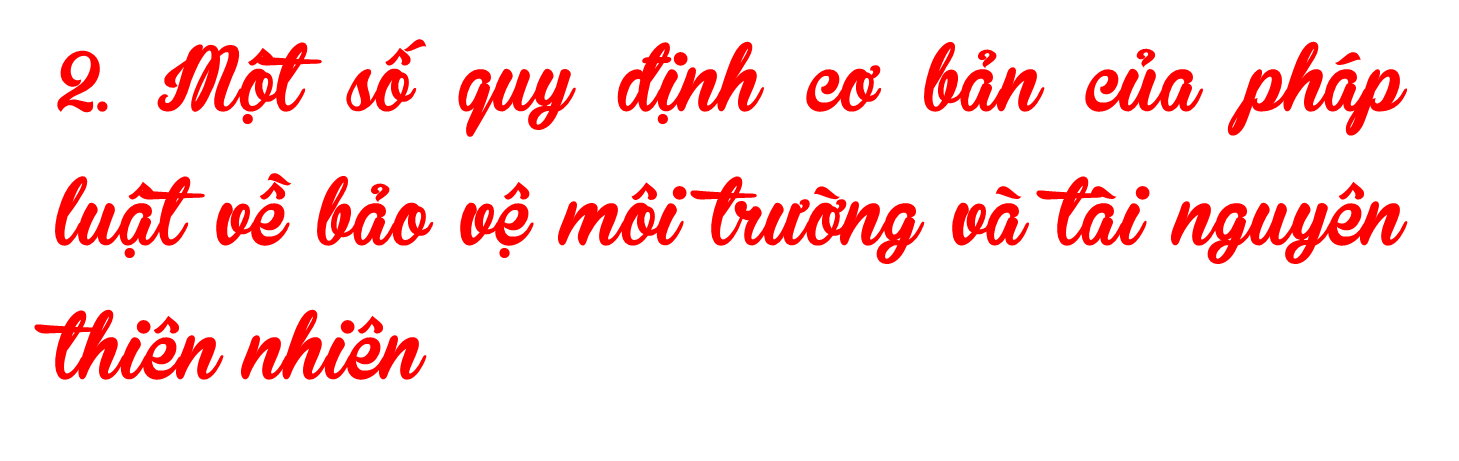 2. Một số quy định cơ bản của pháp
luật về bảo vệ môi trường và tài nguyên
thiên nhiên